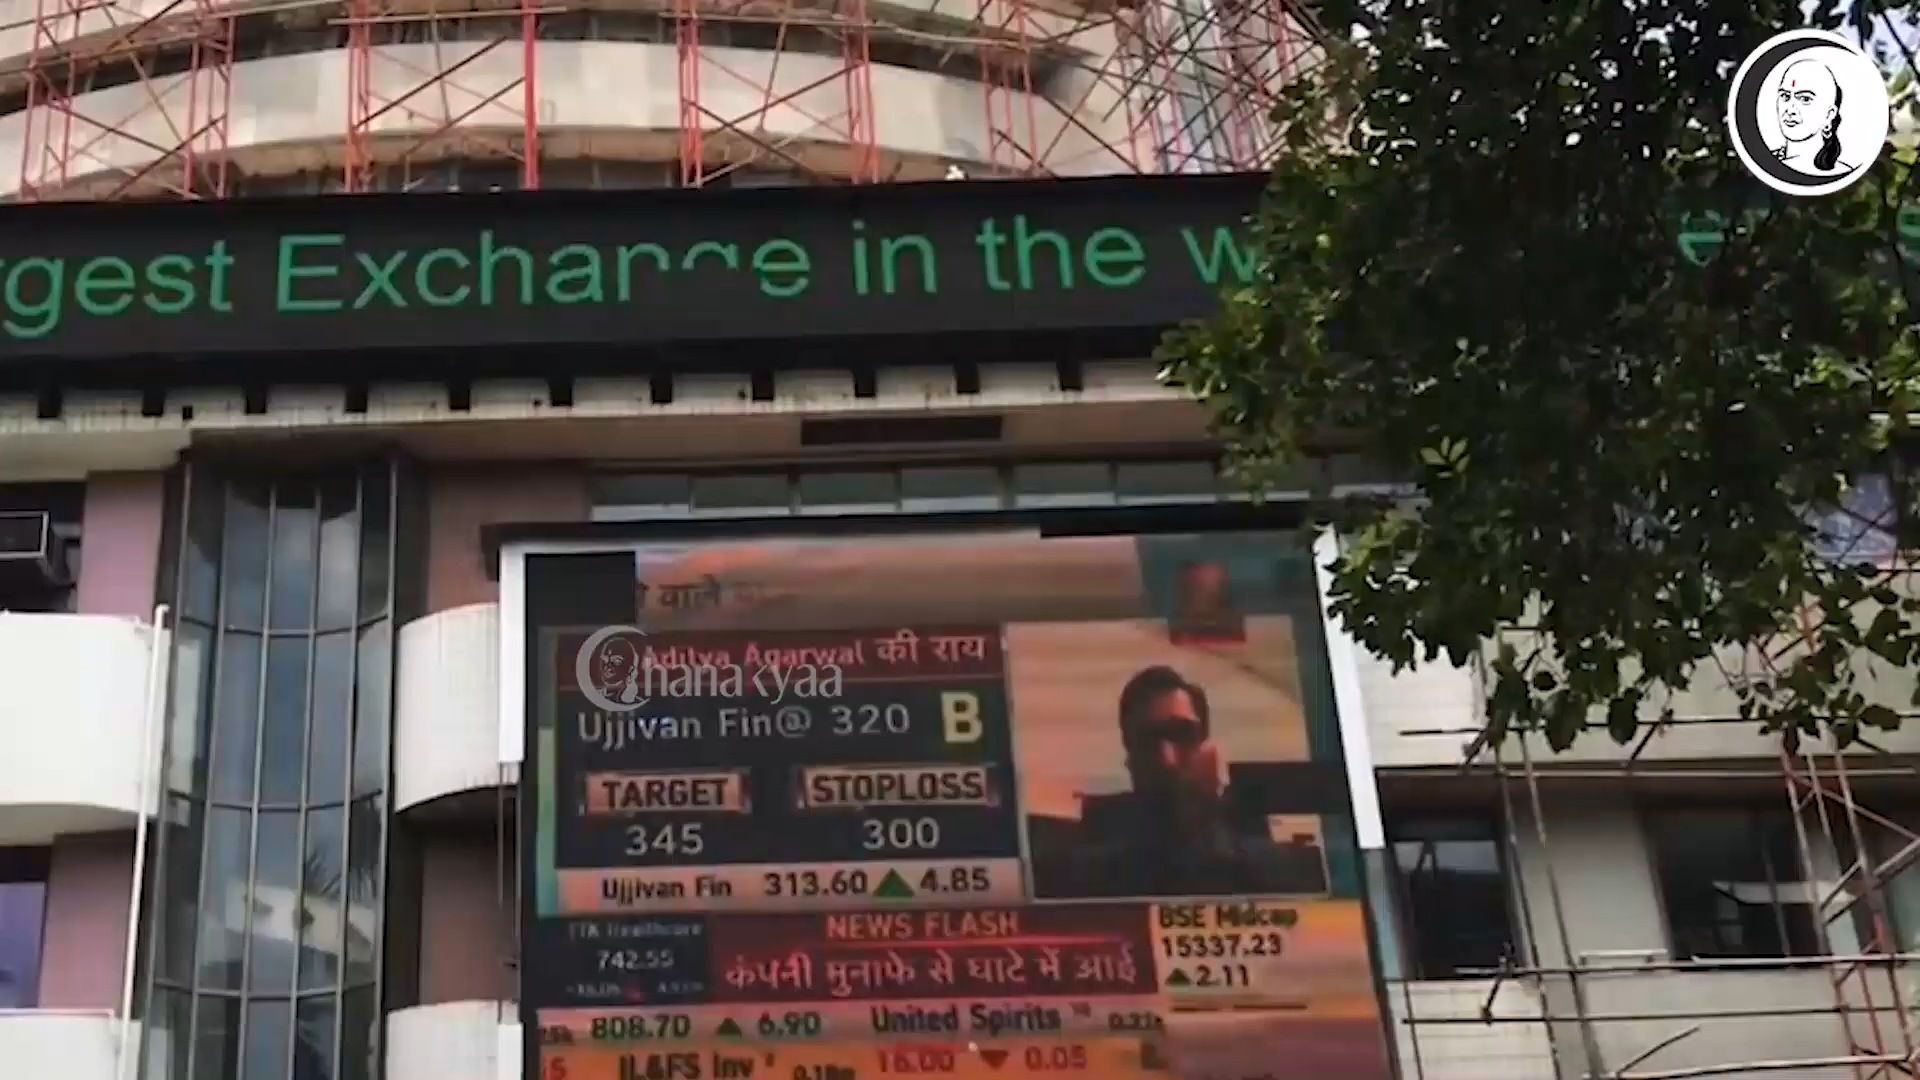 gest Exchange in the w
वाले
Aditya Agarwal की राय
Chanakyaa
Ujjivan Fin@ 320 B
TARGET STOPLOSS
345 300
Ujjivan Fin 313.60 ▲ 4.85
NEWS FLASH
कंपनी मुनाफे से घाटे में आई
TTK Healthcare
742.55
BSE Midcap
15337.23
▲ 2.11
808.70 ▲ 6.90 United Spirits
IL&FS Inv 16.00 ▼ 0.05